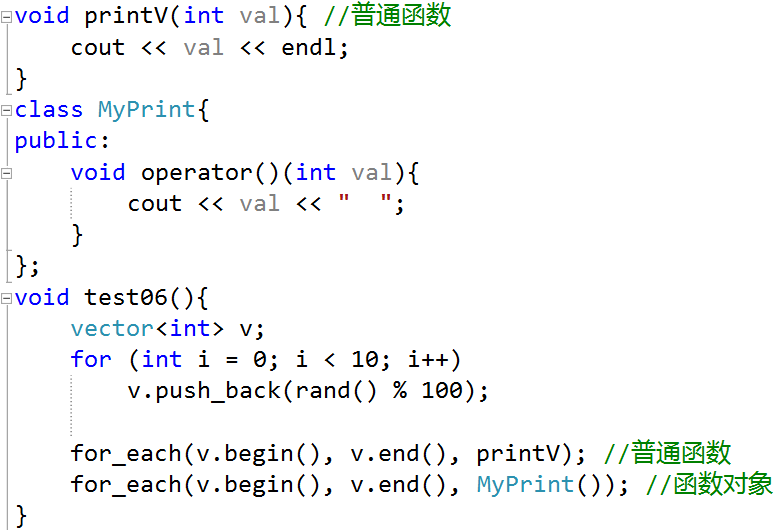 void printV(int val){ //普通函数
    cout << val << endl;
}
class MyPrint{
public:
    void operator()(int val){
        cout << val << "  ";
    }
};
void test06(){
    vector<int> v;
    for (int i = 0; i < 10; i++)
        v.push_back(rand() % 100);

    for_each(v.begin(), v.end(), printV); //普通函数
    for_each(v.begin(), v.end(), MyPrint()); //函数对象
}